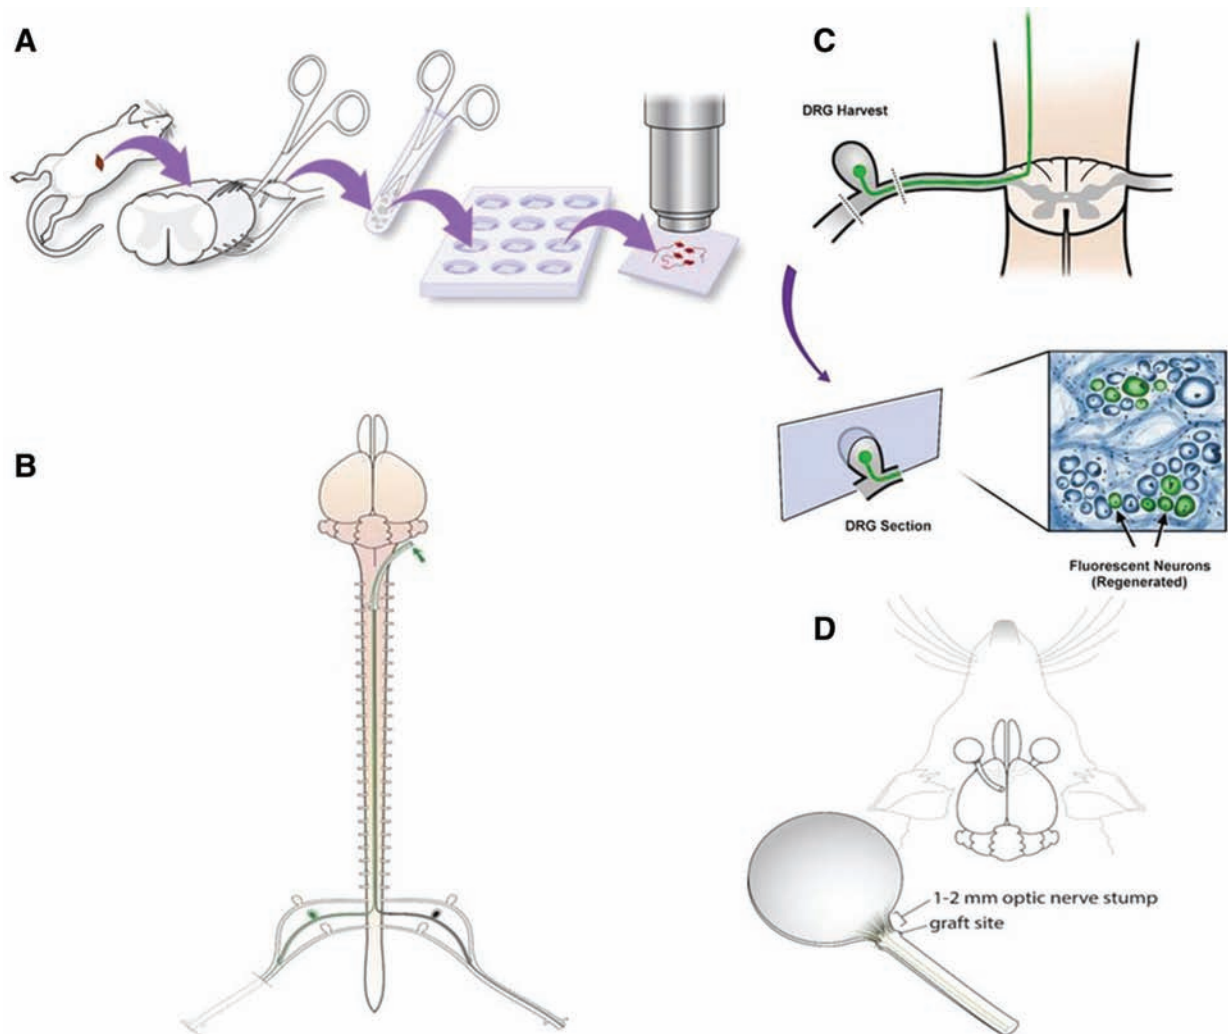 A
C
DRG Harvest
B
DRG Section
Fluorescent Neurons
(Regenerated)
D
1-2 mm optic nerve stump
graft site